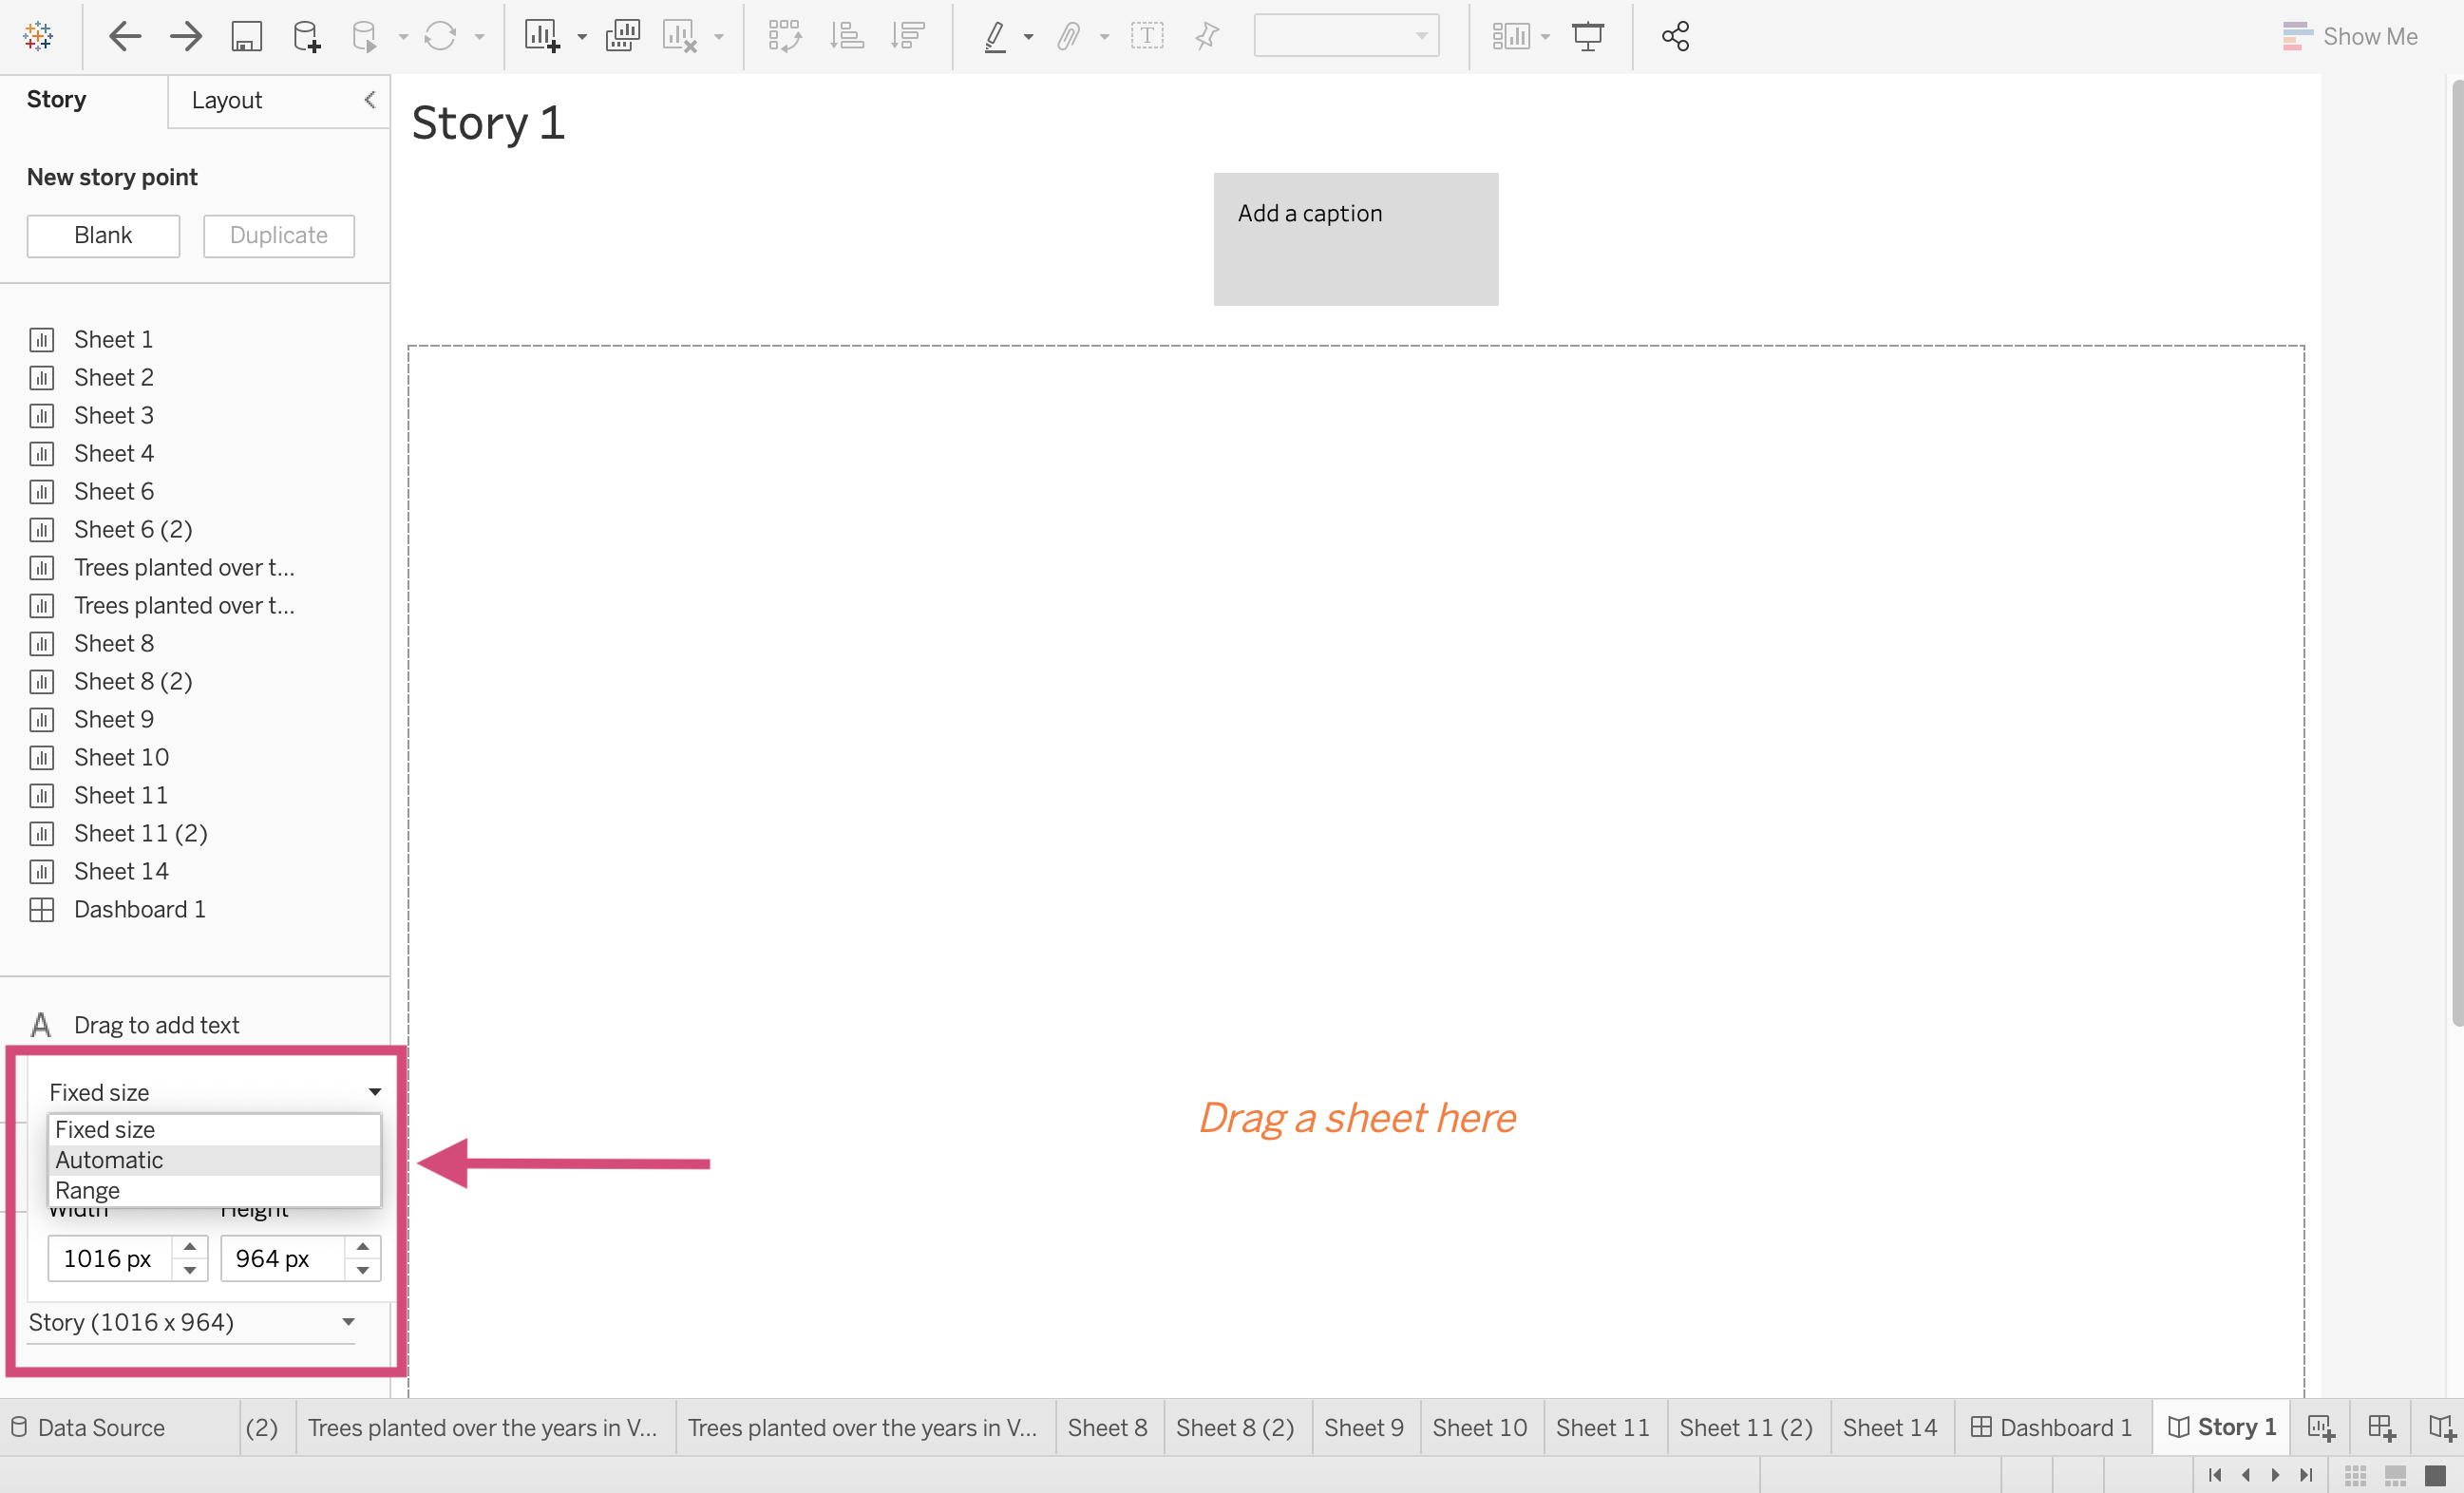 Show Me
Story
Layout
Story 1
New story point
Blank
Duplicate
Add a caption
Sheet 1
Sheet 2
Sheet 3
Sheet 4
Sheet 6
Sheet 6 (2)
Trees planted over t...
Trees planted over t...
Sheet 8
Sheet 8 (2)
Sheet 9
Sheet 10
Sheet 11
Sheet 11 (2)
Sheet 14
Dashboard 1
A Drag to add text
Fixed size
Fixed size
Automatic
Range
Width Height
1016 px 964 px
Story (1016 x 964)
Drag a sheet here
Data Source (2) Trees planted over the years in V... Trees planted over the years in V... Sheet 8 Sheet 8 (2) Sheet 9 Sheet 10 Sheet 11 Sheet 11 (2) Sheet 14 Dashboard 1 Story 1